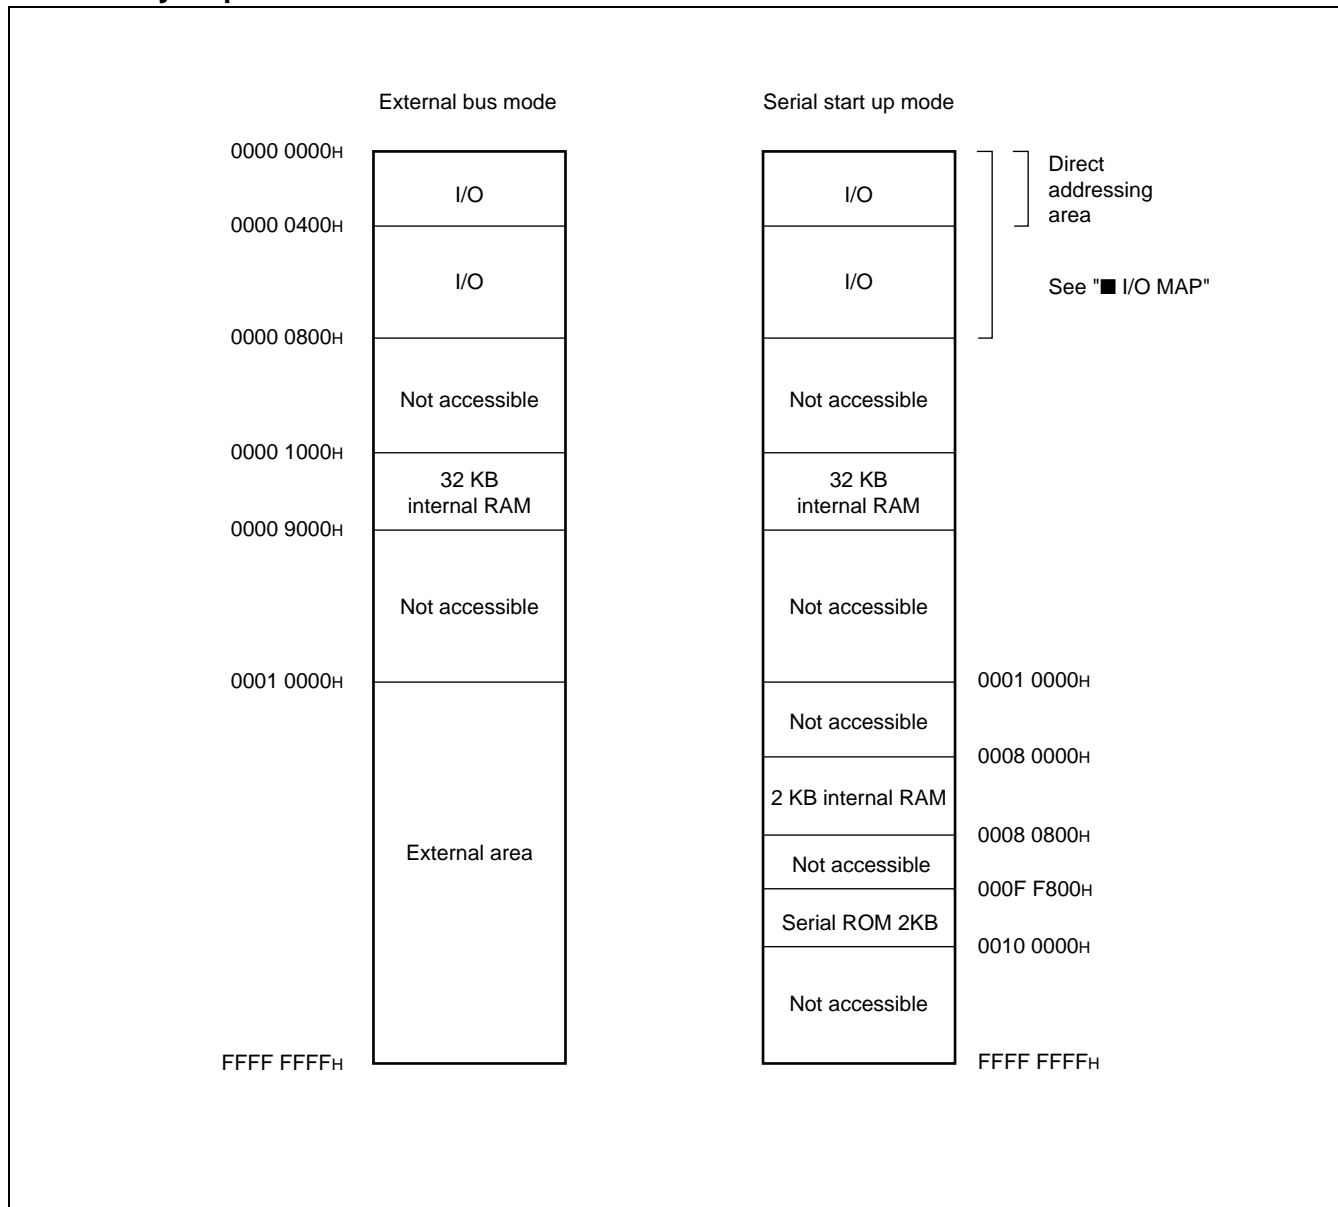 External bus mode
0000 0000H
I/O
0000 0400H
I/O
0000 0800H
Not accessible
0000 1000H
32 KB
internal RAM
0000 9000H
Not accessible
0001 0000H
External area
FFFF FFFFH
Serial start up mode
I/O
I/O
Not accessible
32 KB
internal RAM
Not accessible
0001 0000H
Not accessible
0008 0000H
2 KB internal RAM
0008 0800H
Not accessible
000F F800H
Serial ROM 2KB
0010 0000H
Not accessible
FFFF FFFFH
Direct
addressing
area
See "■ I/O MAP"